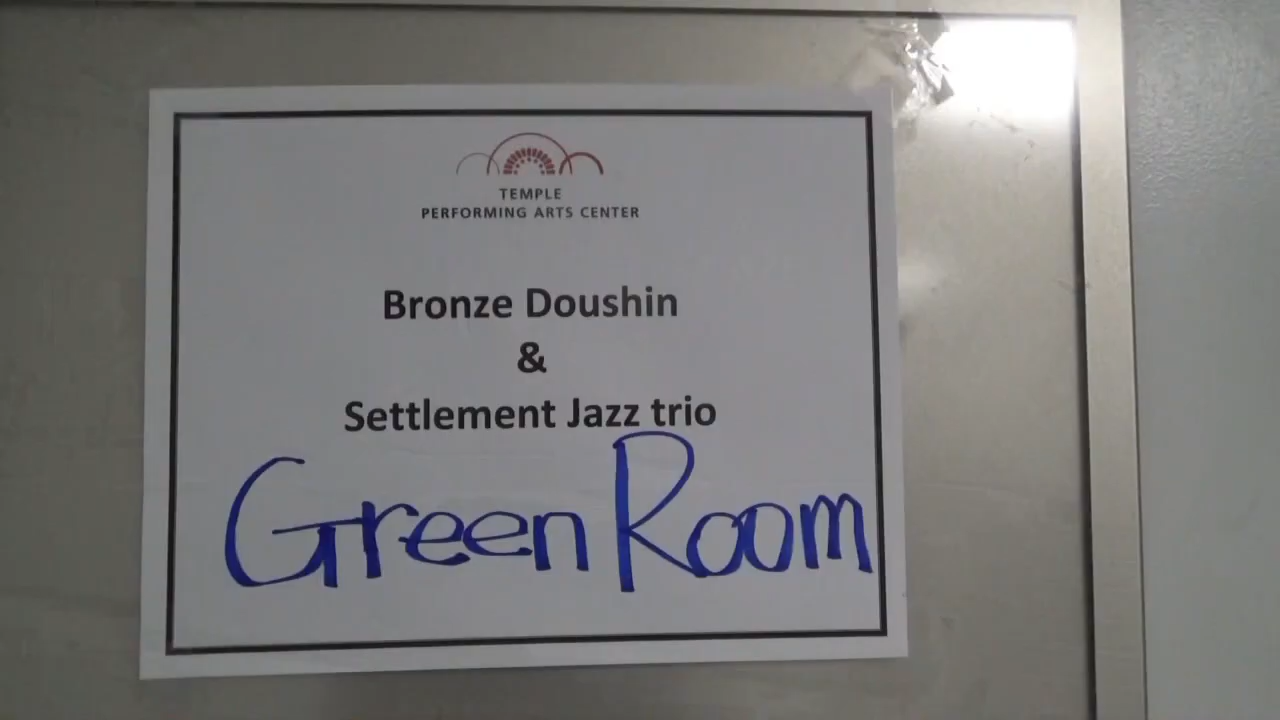 TEMPLE
PERFORMING ARTS CENTER
Bronze Doushin
&
Settlement Jazz trio
Green Room